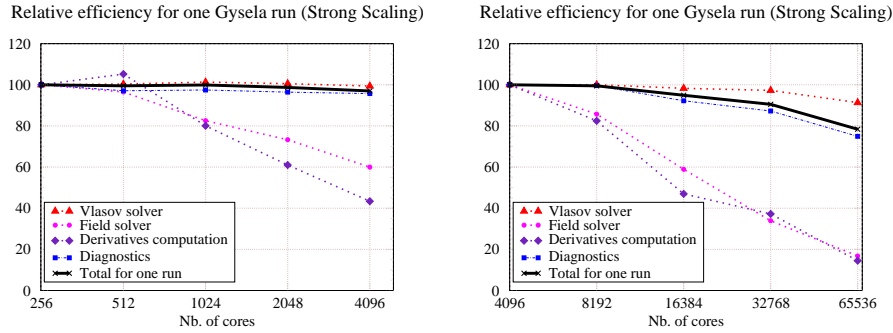 Relative efficiency for one Gysela run (Strong Scaling)
120
100
80
60
40
20
0
Vlasov solver
Field solver
Derivatives computation
Diagnostics
Total for one run
256 512 1024 2048 4096
Nb. of cores
Relative efficiency for one Gysela run (Strong Scaling)
120
100
80
60
40
20
0
Vlasov solver
Field solver
Derivatives computation
Diagnostics
Total for one run
4096 8192 16384 32768 65536
Nb. of cores